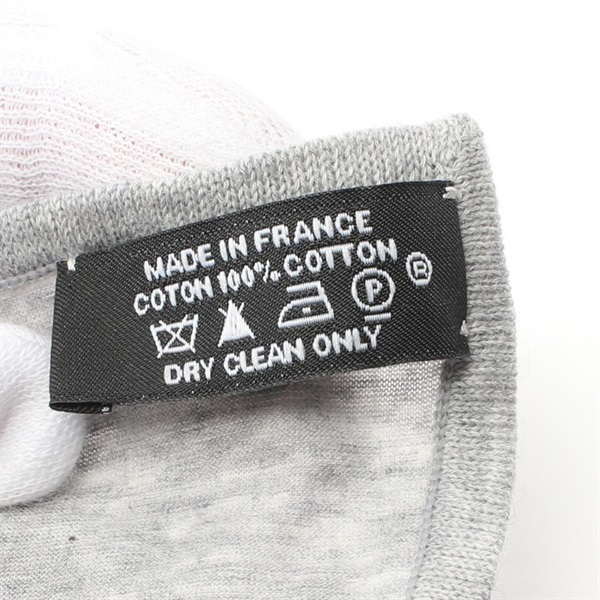 MADE IN FRANCE
COTON 100% COTTON
P ®
DRY CLEAN ONLY